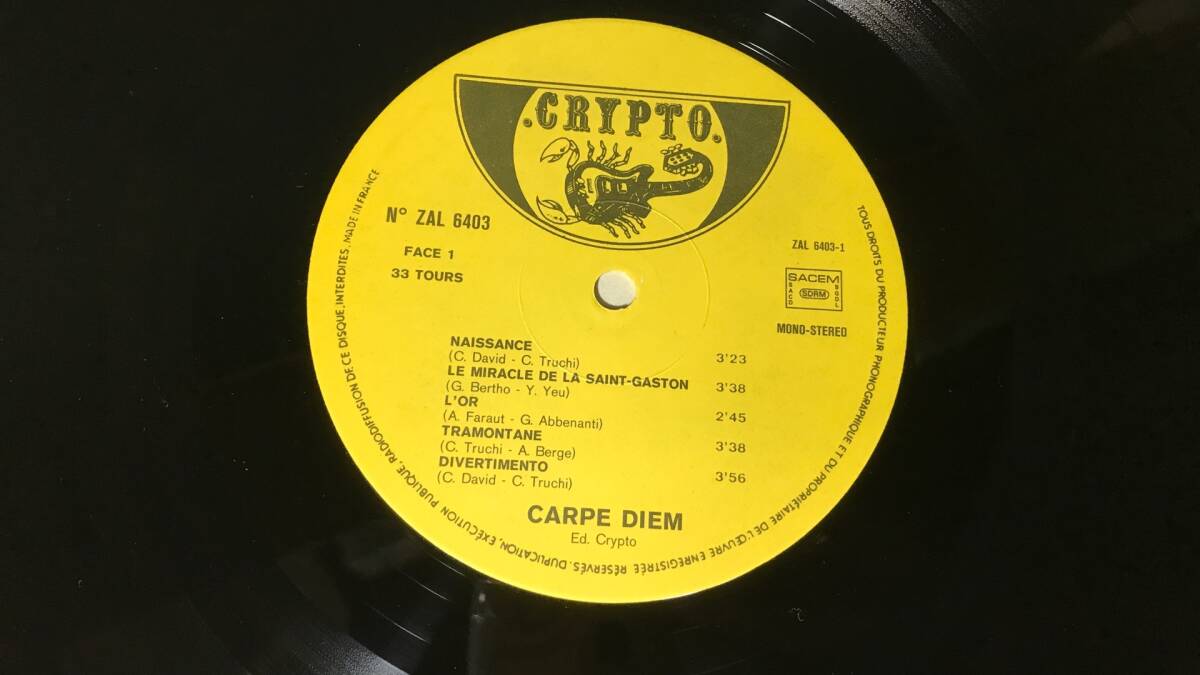 .CRYPTO.
N° ZAL 6403
FACE 1
33 TOURS
ZAL 6403-1
SACEM
SACD
SDRM
SGDL
MONO-STEREO
NAISSANCE
(C. David - C. Truchi) 3'23
LE MIRACLE DE LA SAINT-GASTON
(G. Bertho - Y. Yeu) 3'38
L'OR
(A. Faraut - G. Abbenanti) 2'45
TRAMONTANE
(C. Truchi - A. Berge) 3'38
DIVERTIMENTO
(C. David - C. Truchi) 3'56
CARPE DIEM
Ed. Crypto
TOUS DROITS DU PRODUCTEUR PHONOGRAPHIQUE ET DU PROPRIÉTAIRE DE L'ŒUVRE ENREGISTRÉE RÉSERVÉS. DUPLICATION, EXÉCUTION PUBLIQUE, RADIODIFFUSION DE CE DISQUE, INTERDITES. MADE IN FRANCE